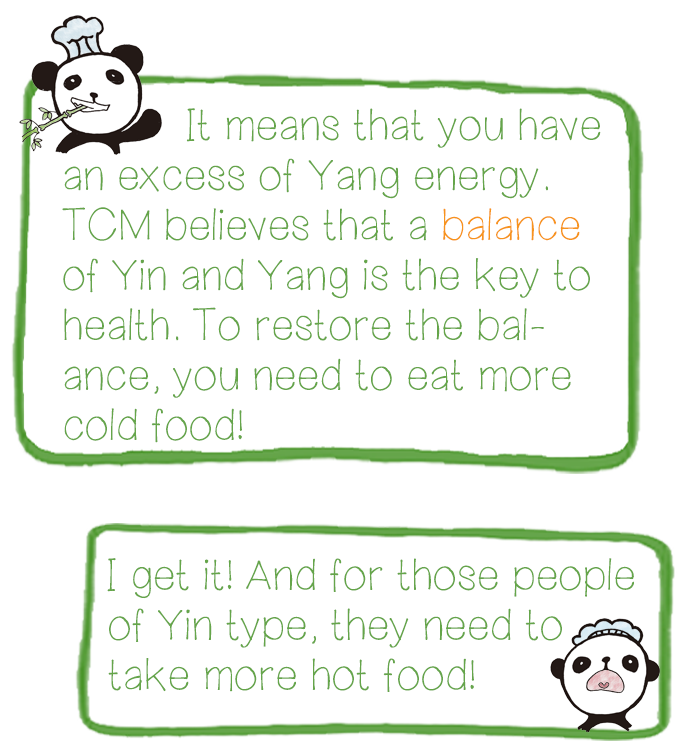 It means that you have
an excess of Yang energy.
TCM believes that a balance
of Yin and Yang is the key to
health. To restore the bal-
ance, you need to eat more
cold food!
I get it! And for those people
of Yin type, they need to
take more hot food!